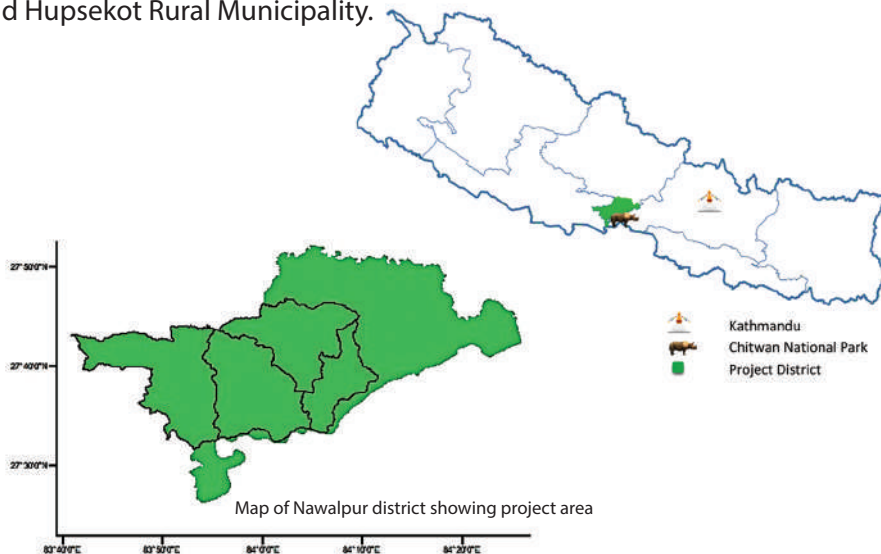 d Hupsekot Rural Municipality.
Kathmandu
Chitwan National Park
Project District
27°50'0"N
27°40'0"N
27°30'0"N
Map of Nawalpur district showing project area
83°40'0"E 83°50'0"E 84°0'0"E 84°10'0"E 84°20'0"E